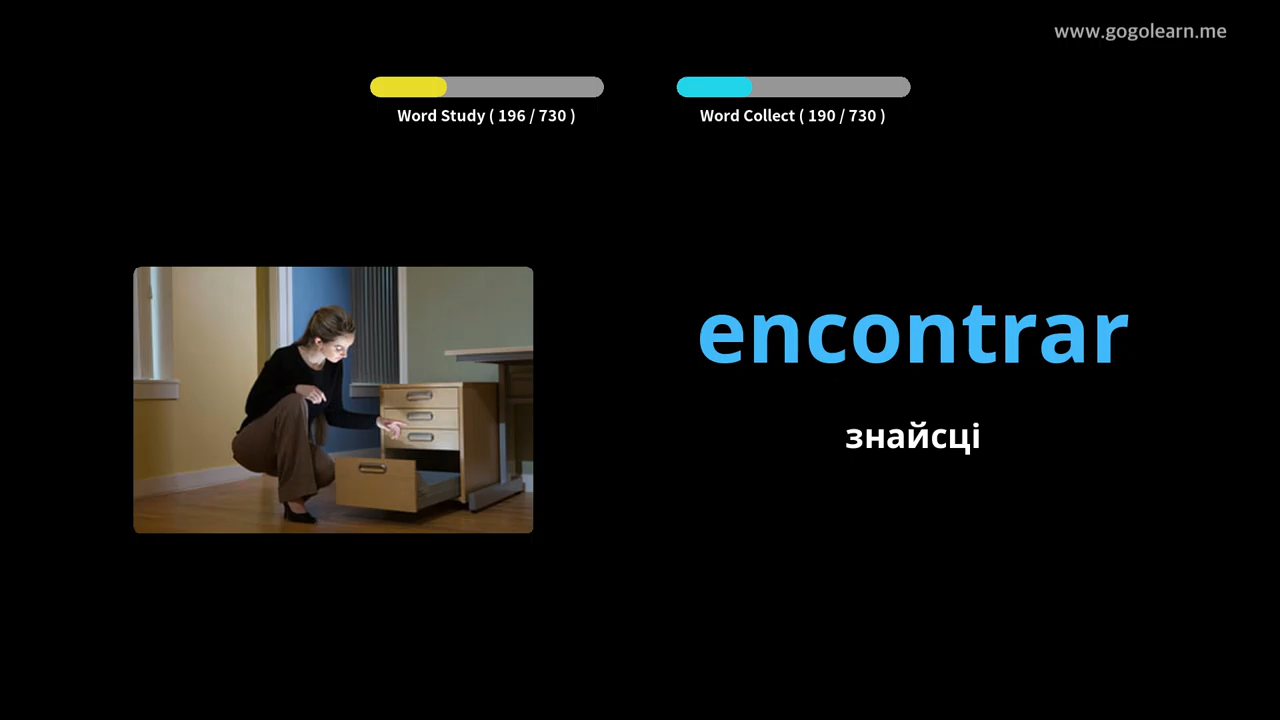 www.gogolearn.me
Word Study ( 196 / 730 )
Word Collect ( 190 / 730 )
encontrar
знайсці